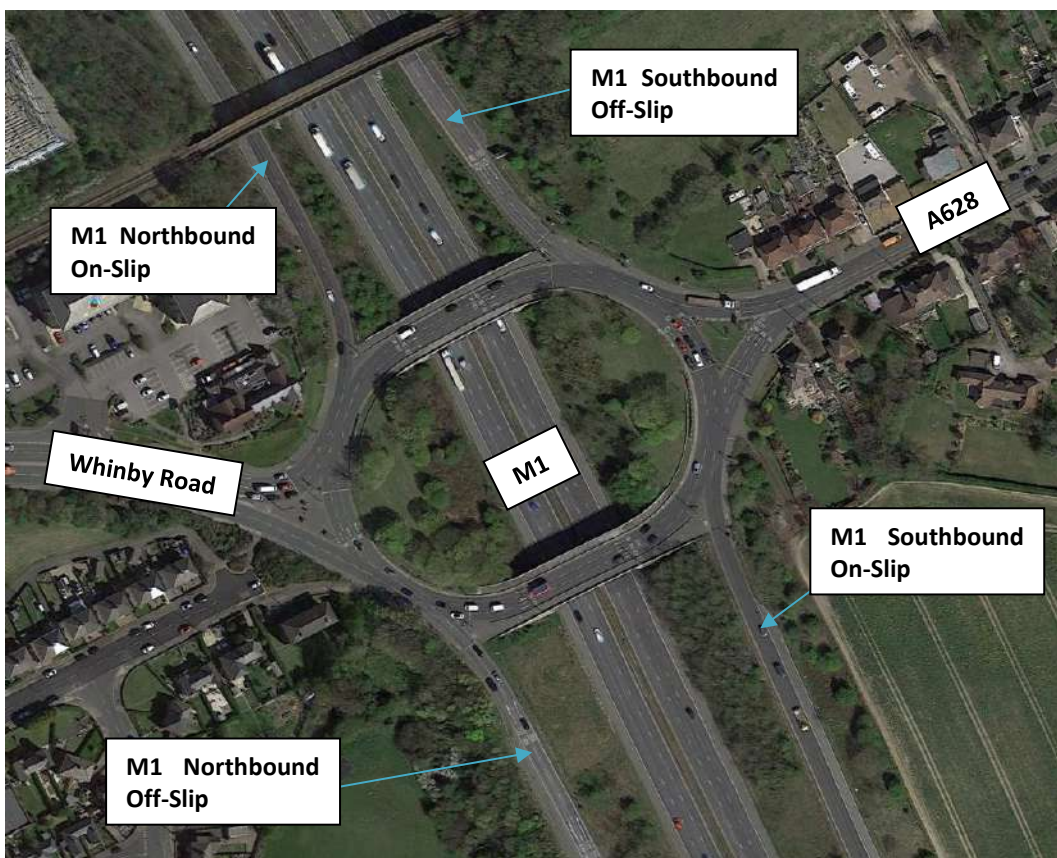 M1 Southbound
Off-Slip
A628
M1 Northbound
On-Slip
Whinby Road
M1
M1 Southbound
On-Slip
M1 Northbound
Off-Slip